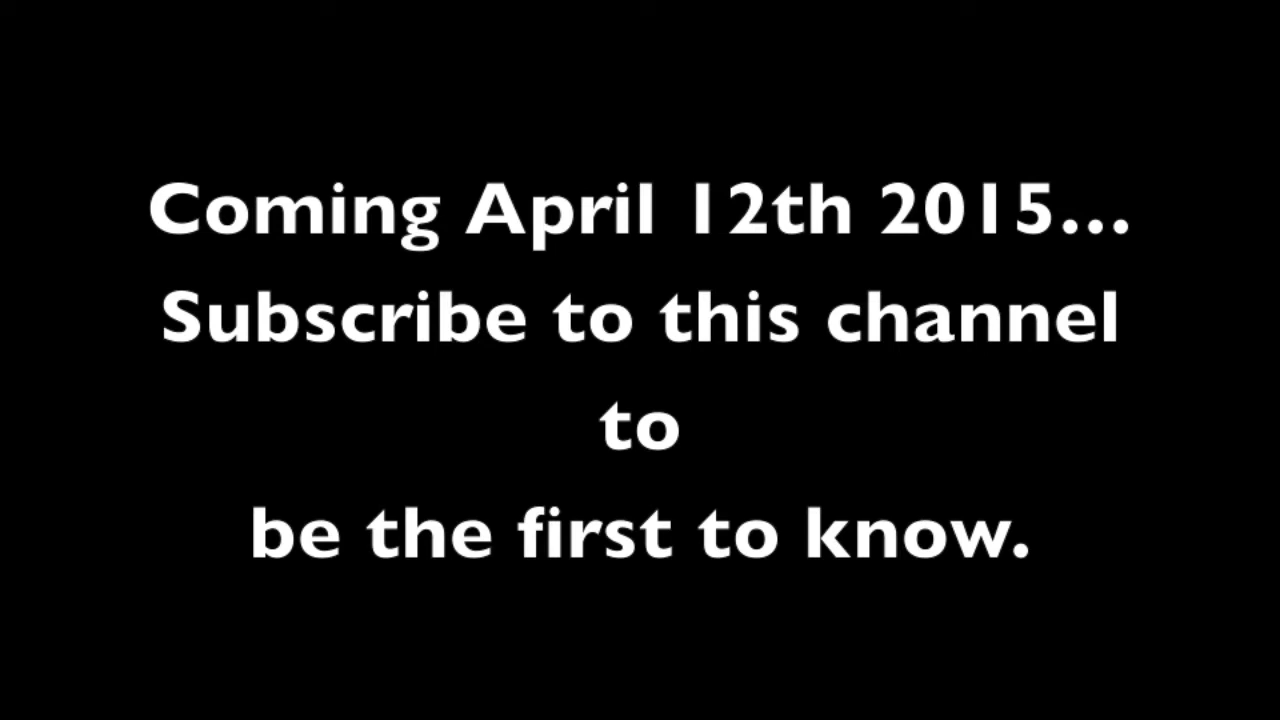 Coming April 12th 2015...
Subscribe to this channel
to
be the first to know.